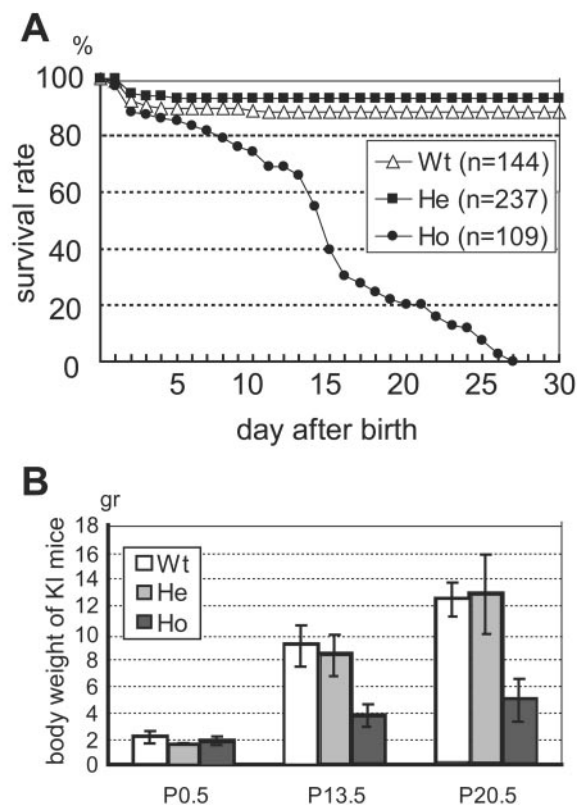 A
%
100
80
60
40
20
0
survival rate
Wt (n=144)
He (n=237)
Ho (n=109)
5 10 15 20 25 30
day after birth
B
gr
18
16
14
12
10
8
6
4
2
0
body weight of KI mice
Wt
He
Ho
P0.5 P13.5 P20.5